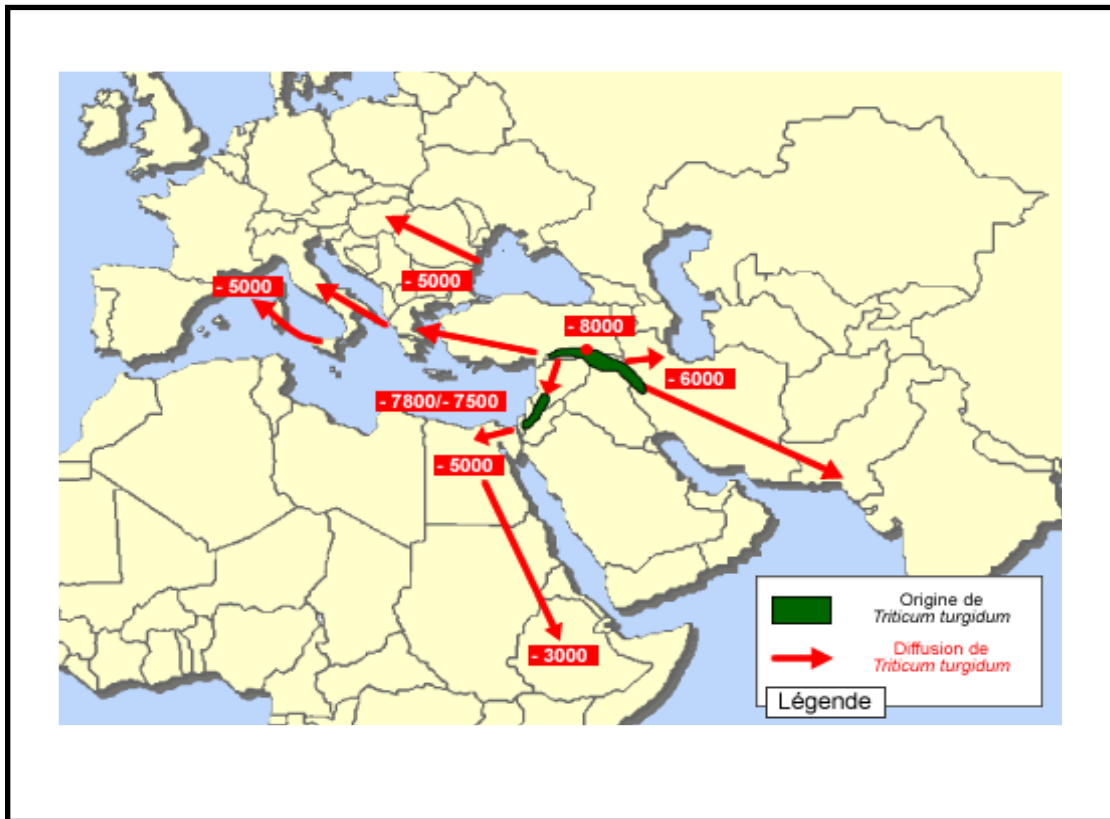 - 5000
- 5000
- 8000
- 6000
- 7800/- 7500
- 5000
- 3000
Origine de
Triticum turgidum
Diffusion de
Triticum turgidum
Légende